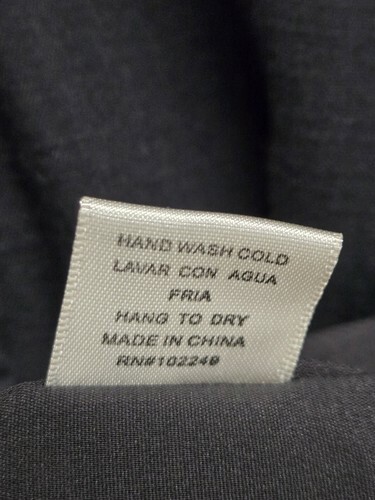 HAND WASH COLD
LAVAR CON AGUA
FRIA
HANG TO DRY
MADE IN CHINA
RN#102249